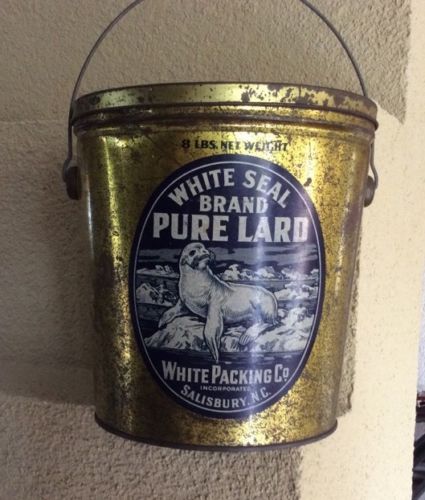 8 LBS. NET WEIGHT
WHITE SEAL
BRAND
PURE LARD
WHITE PACKING CO
INCORPORATED
SALISBURY, N.C.